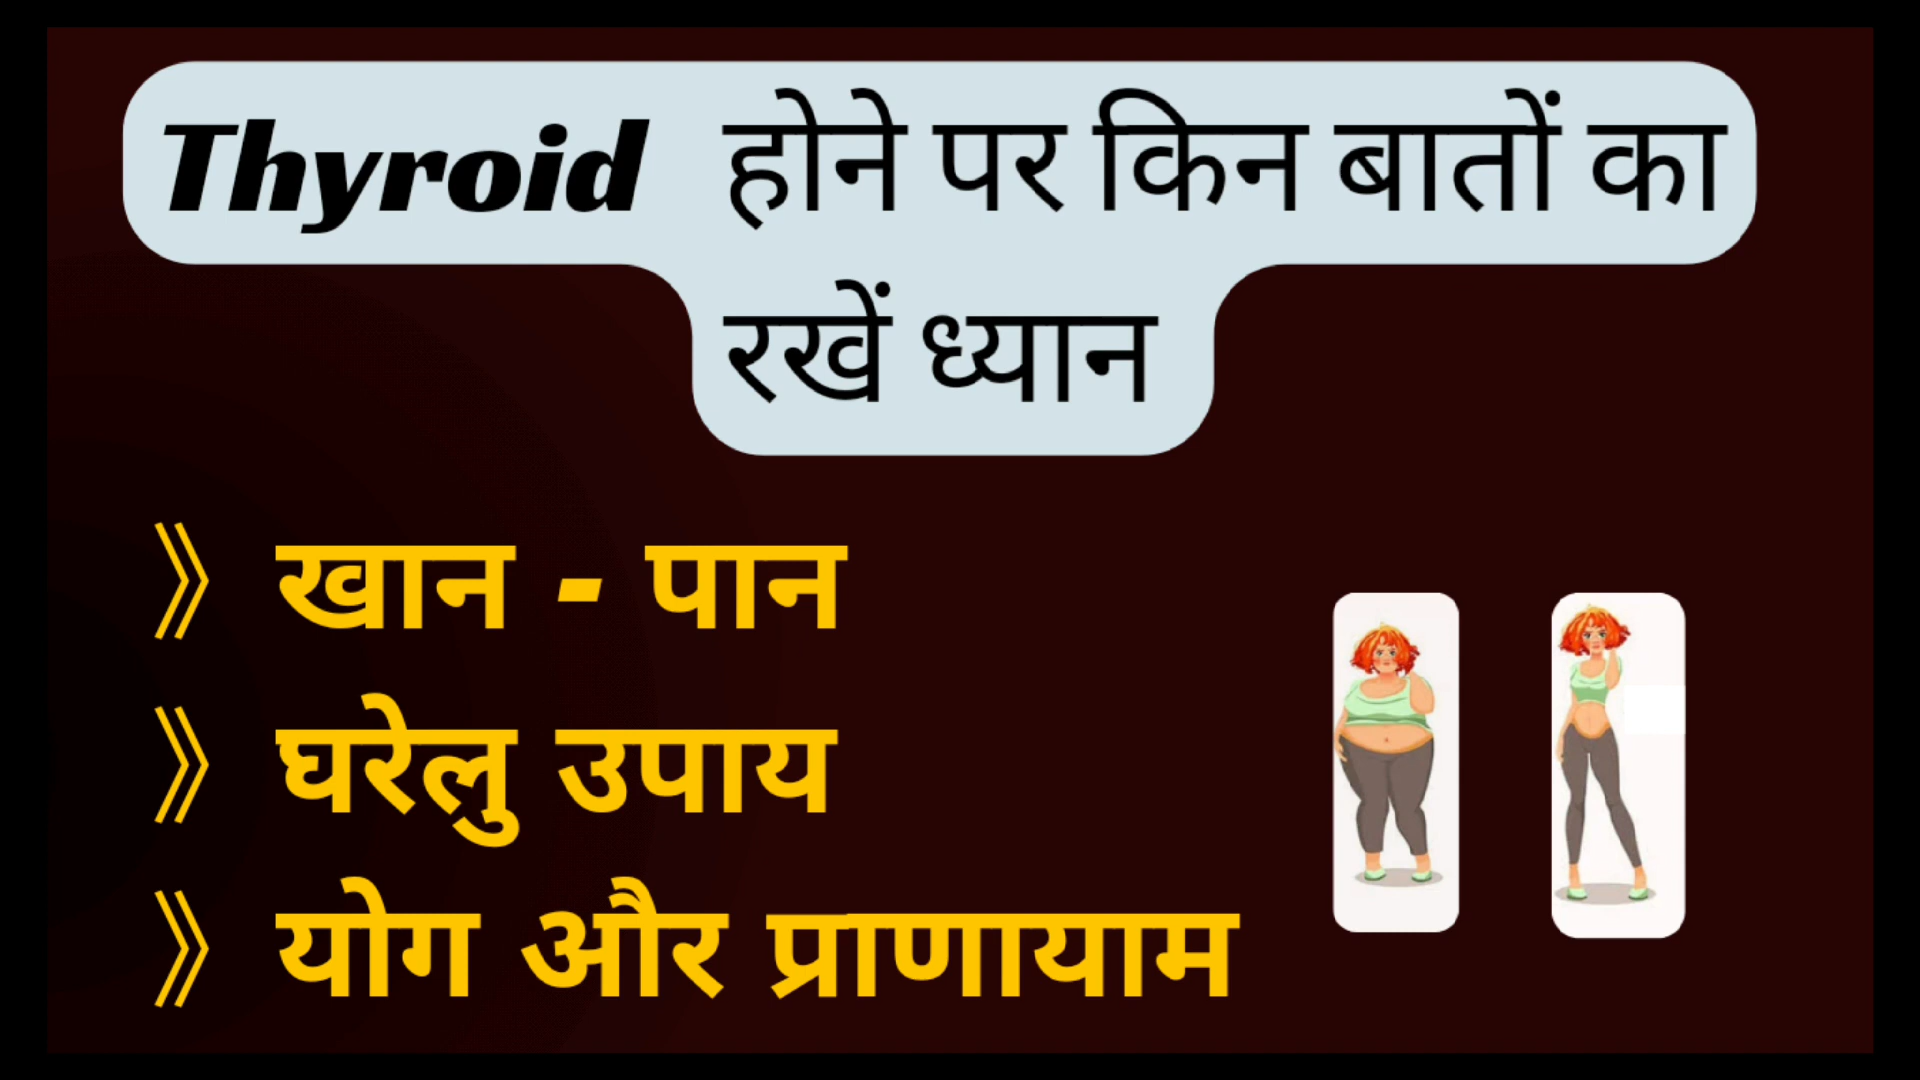 Thyroid होने पर किन बातों का
रखें ध्यान
》 खान - पान
》 घरेलु उपाय
》 योग और प्राणायाम